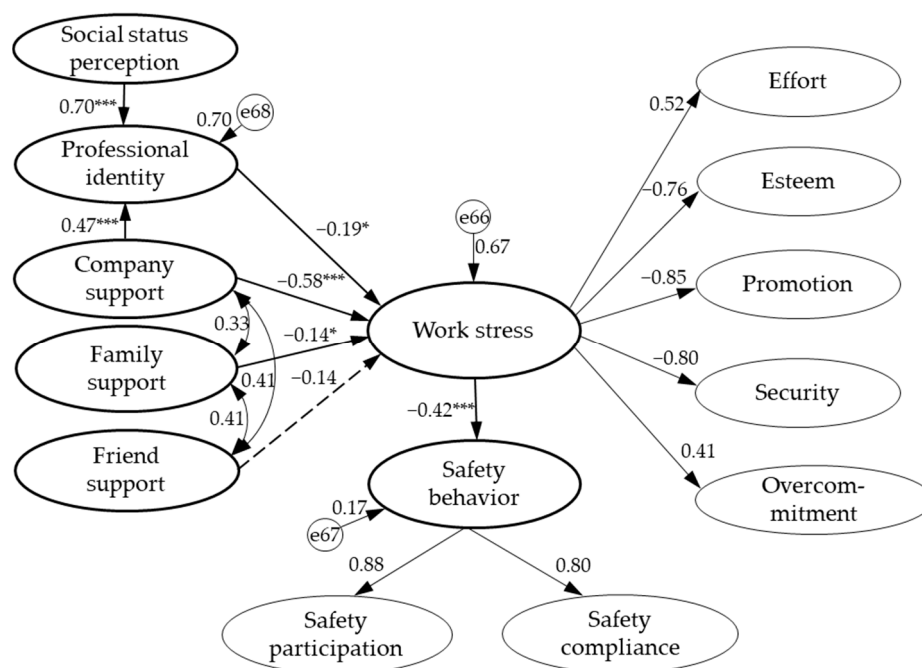 Social status
perception
0.70***
0.70
e68
Professional
identity
0.47***
−0.19*
Company
support
−0.58***
0.33
−0.14*
Family
support
0.41
−0.14
0.41
Friend
support
e66
0.67
Work stress
−0.42***
Safety
behavior
0.17
e67
0.88
0.80
Safety
participation
Safety
compliance
0.52
Effort
−0.76
Esteem
−0.85
Promotion
−0.80
Security
0.41
Overcom-
mitment